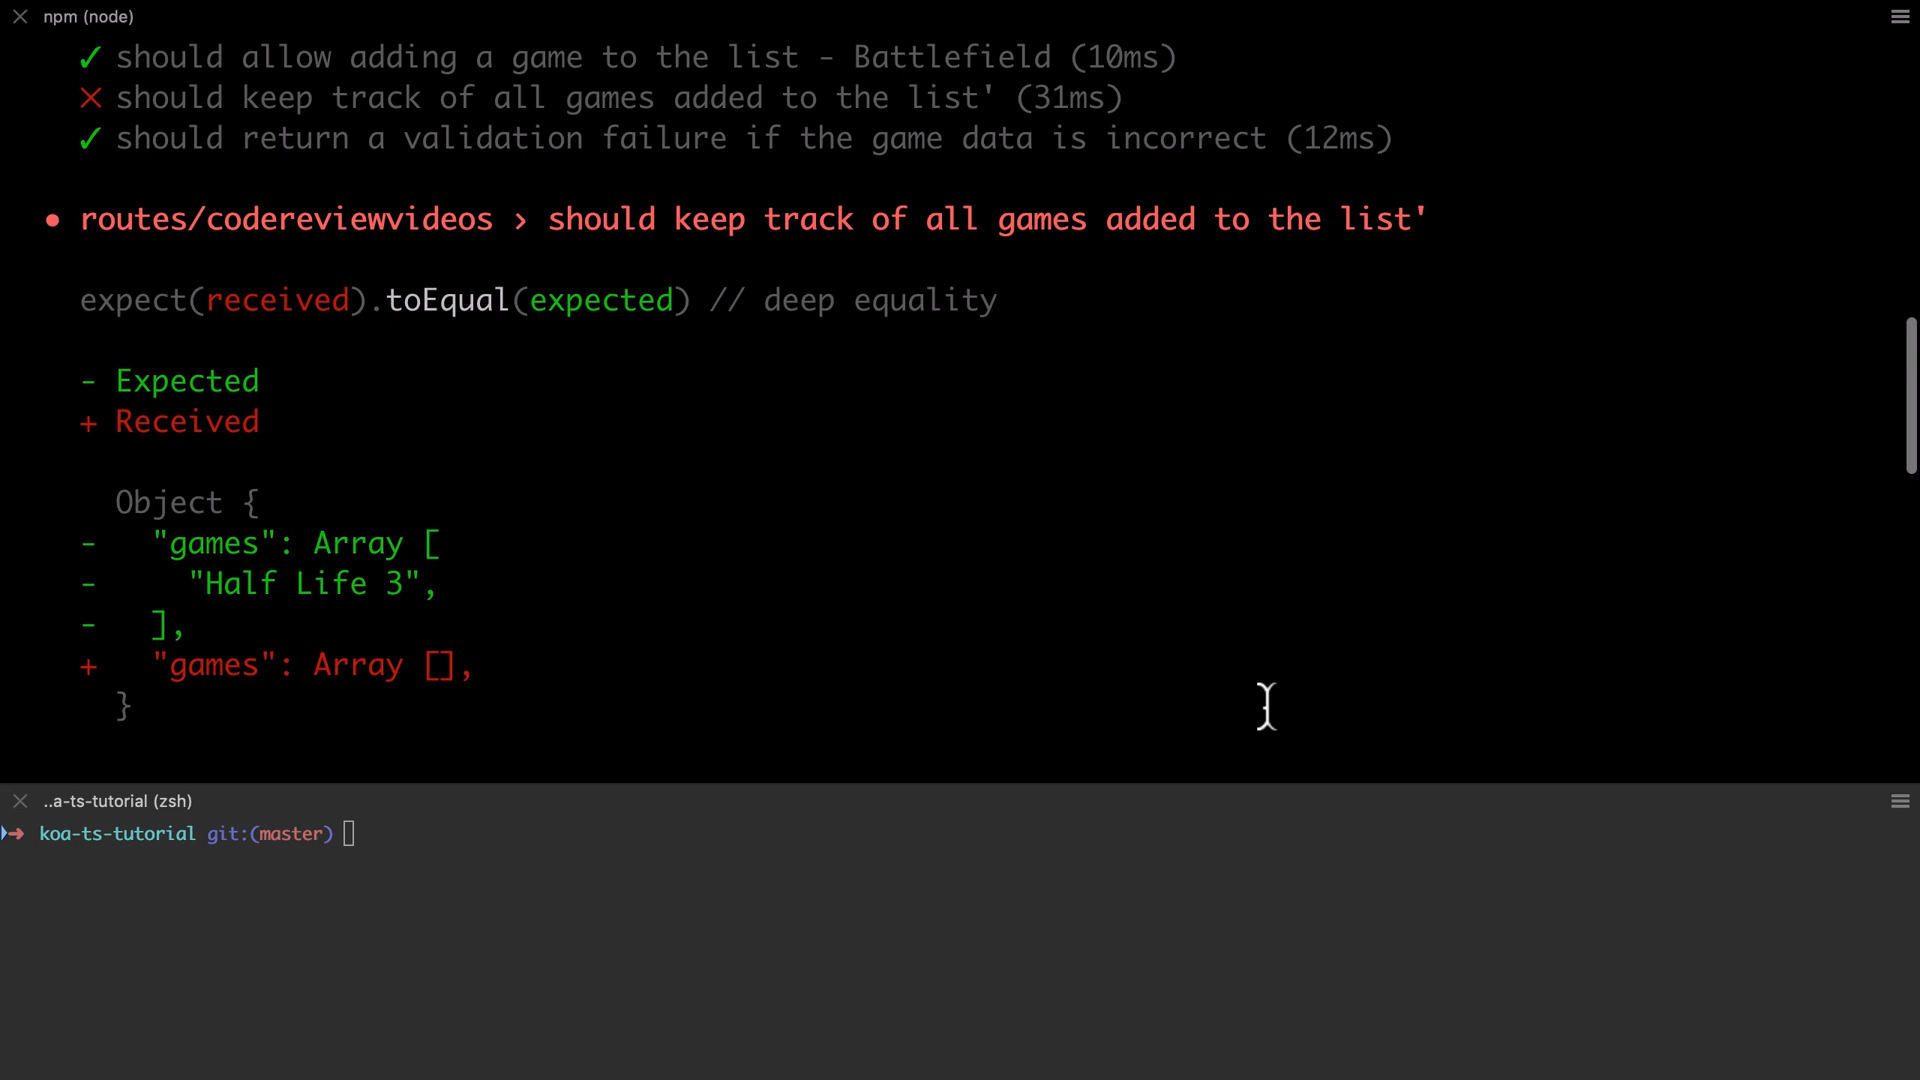 npm (node)
✓ should allow adding a game to the list - Battlefield (10ms)
✕ should keep track of all games added to the list' (31ms)
✓ should return a validation failure if the game data is incorrect (12ms)
● routes/codereviewvideos › should keep track of all games added to the list'
expect(received).toEqual(expected) // deep equality
- Expected
+ Received
Object {
-   "games": Array [
-     "Half Life 3",
-   ],
+   "games": Array [],
}
..a-ts-tutorial (zsh)
➜ koa-ts-tutorial git:(master)